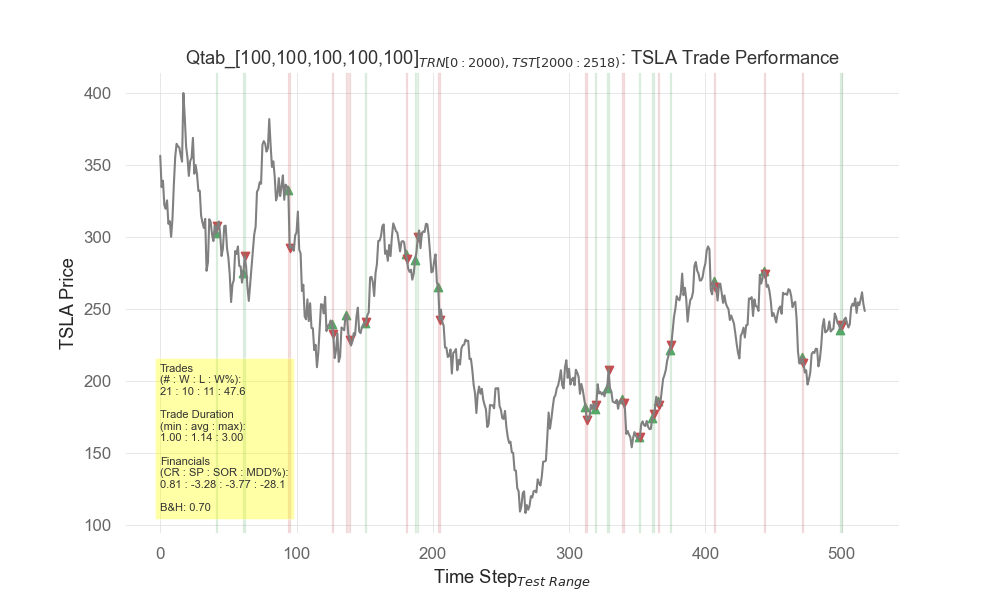 Qtab_[100,100,100,100,100]TRN[0 : 2000), TST[2000 : 2518) : TSLA Trade Performance
TSLA Price
400
350
300
250
200
150
100
Trades
(# : W : L : W%):
21 : 10 : 11 : 47.6
Trade Duration
(min : avg : max):
1.00 : 1.14 : 3.00
Financials
(CR : SP : SOR : MDD%):
0.81 : -3.28 : -3.77 : -28.1
B&H: 0.70
0 100 200 300 400 500
Time Step Test Range